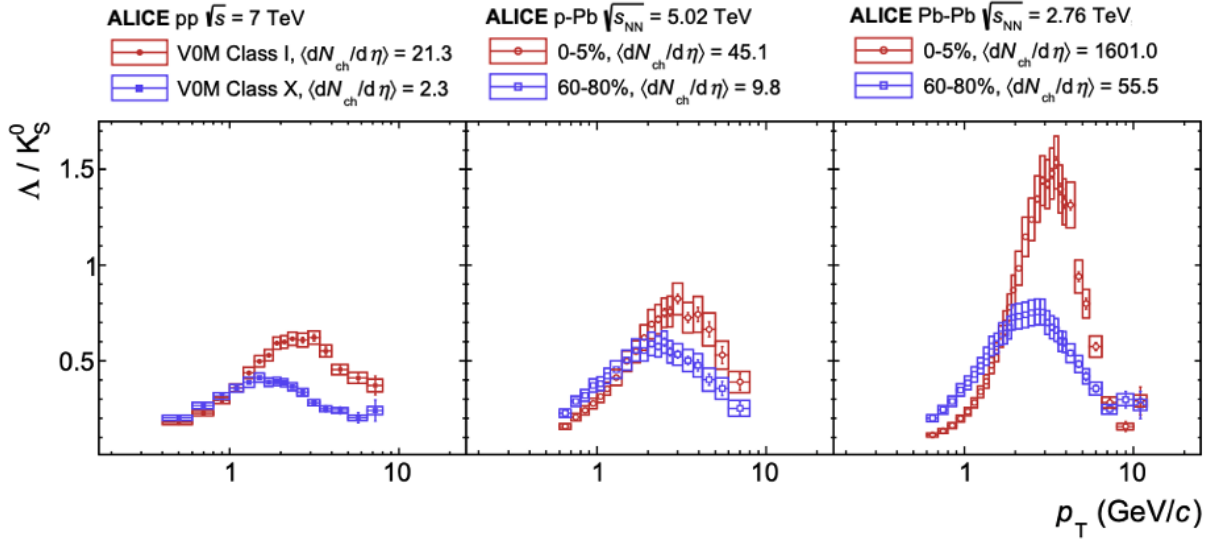 ALICE pp √s = 7 TeV
V0M Class I, ⟨dN_ch/dη⟩ = 21.3
V0M Class X, ⟨dN_ch/dη⟩ = 2.3
ALICE p-Pb √s_NN = 5.02 TeV
0-5%, ⟨dN_ch/dη⟩ = 45.1
60-80%, ⟨dN_ch/dη⟩ = 9.8
ALICE Pb-Pb √s_NN = 2.76 TeV
0-5%, ⟨dN_ch/dη⟩ = 1601.0
60-80%, ⟨dN_ch/dη⟩ = 55.5
Λ / K⁰_S
1.5
1
0.5
1 10
1 10
1 10
p_T (GeV/c)